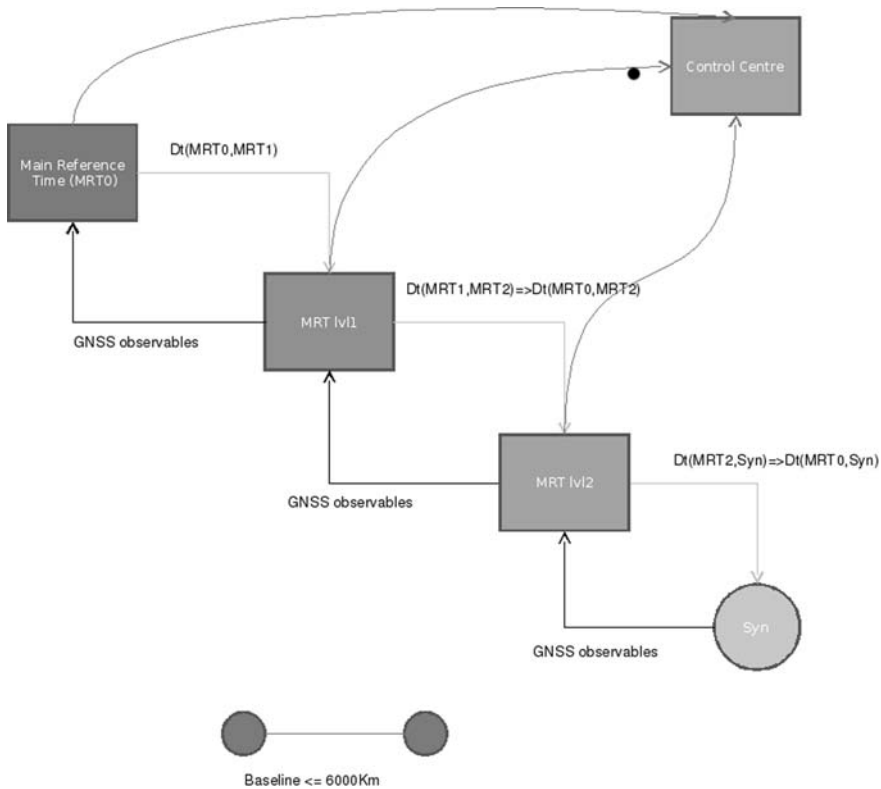 Control Centre
Main Reference
Time (MRT0)
Dt(MRT0,MRT1)
MRT lvl1
Dt(MRT1,MRT2)=>Dt(MRT0,MRT2)
GNSS observables
MRT lvl2
Dt(MRT2,Syn)=>Dt(MRT0,Syn)
GNSS observables
Syn
GNSS observables
Baseline <= 6000Km